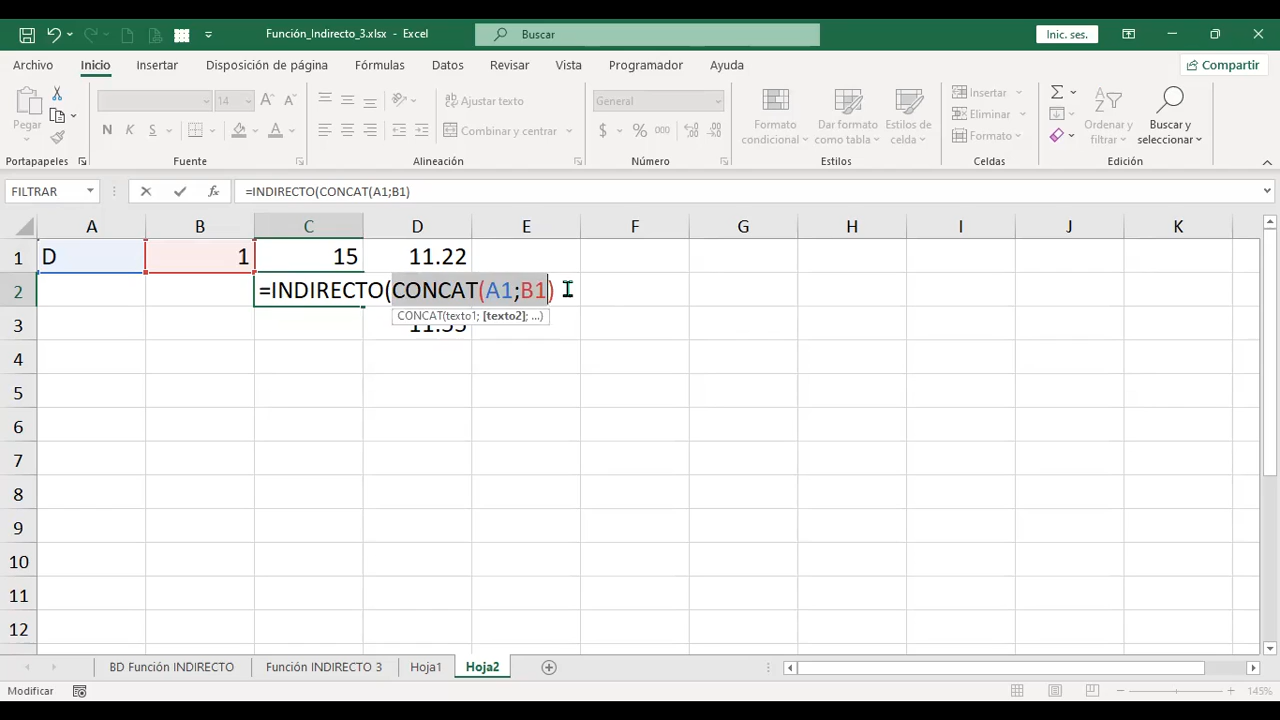 Función_Indirecto_3.xlsx - Excel
Buscar
Inic. ses.
Archivo Inicio Insertar Disposición de página Fórmulas Datos Revisar Vista Programador Ayuda Compartir
Pegar
14
A A
Ajustar texto
General
Insertar
N K S
A
Combinar y centrar
$ % 000
Formato condicional
Dar formato como tabla
Estilos de celda
Eliminar
Formato
Ordenar y filtrar
Buscar y seleccionar
Portapapeles Fuente Alineación Número Estilos Celdas Edición
FILTRAR fx =INDIRECTO(CONCAT(A1;B1)
A B C D E F G H I J K
1 D 1 15 11.22
2 =INDIRECTO(CONCAT(A1;B1)
CONCAT(texto1; [texto2]; ...)
3 11.55
4
5
6
7
8
9
10
11
12
BD Función INDIRECTO Función INDIRECTO 3 Hoja1 Hoja2
Modificar 145%